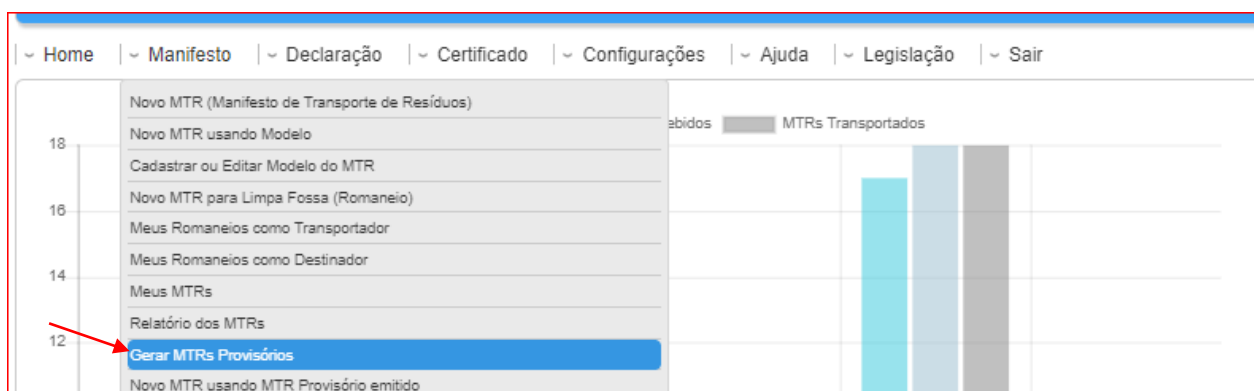 Home Manifesto Declaração Certificado Configurações Ajuda Legislação Sair
Novo MTR (Manifesto de Transporte de Resíduos)
ebidos MTRs Transportados
Novo MTR usando Modelo
18
Cadastrar ou Editar Modelo do MTR
Novo MTR para Limpa Fossa (Romaneio)
16
Meus Romaneios como Transportador
Meus Romaneios como Destinador
14
Meus MTRs
Relatório dos MTRs
12
Gerar MTRs Provisórios
Novo MTR usando MTR Provisório emitido